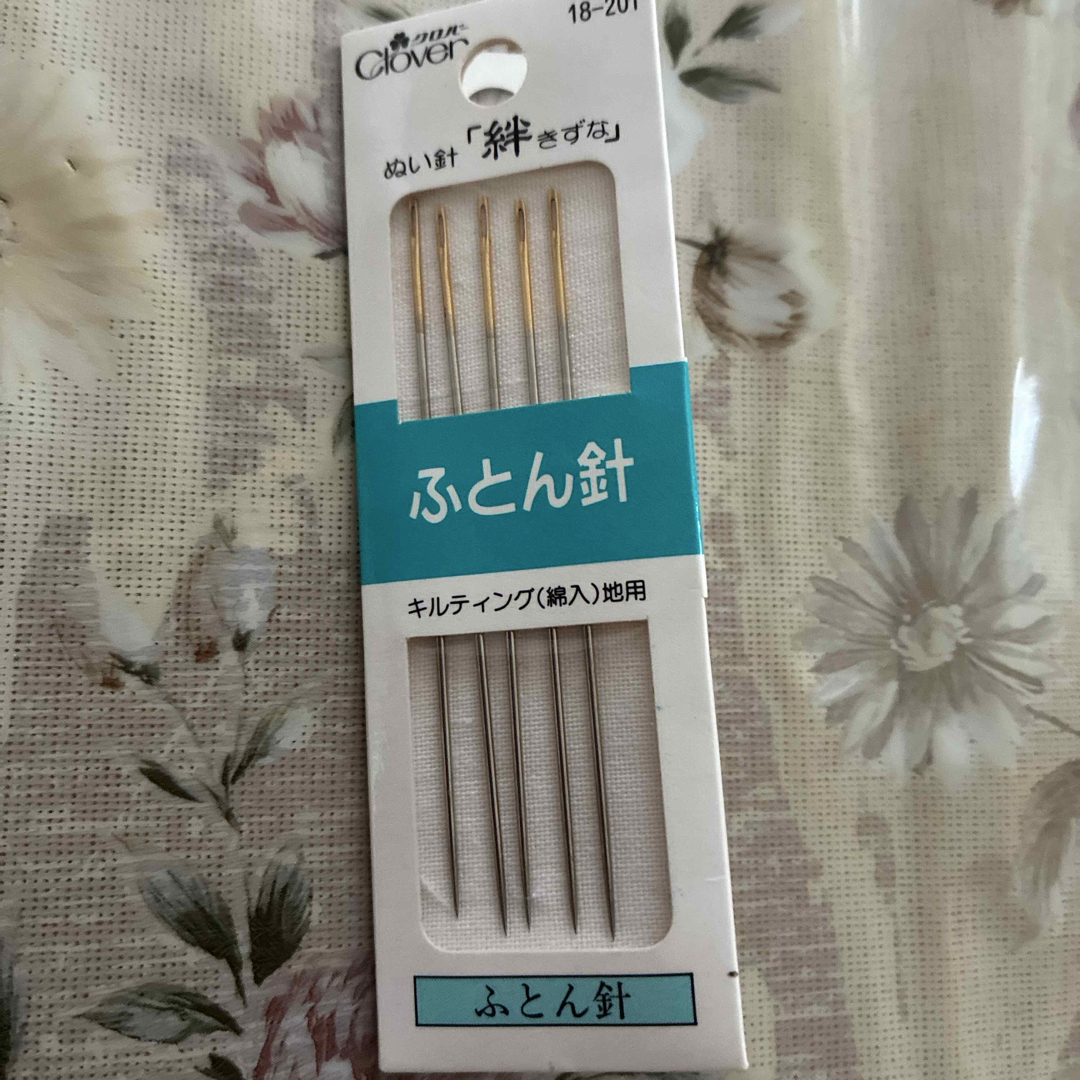 18-201
クロバー
Clover
ぬい針「絆きずな」
ふとん針
キルティング(綿入)地用
ふとん針